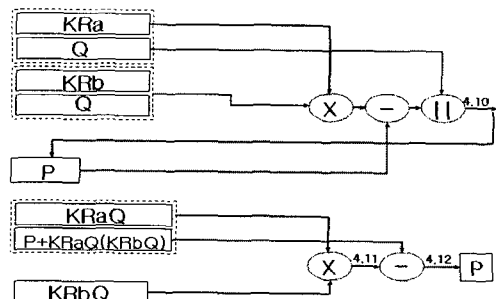 KRa
Q
KRb
Q
X
−
||
4.10
P
KRaQ
P+KRaQ(KRbQ)
KRbQ
X
4.11
−
4.12
P